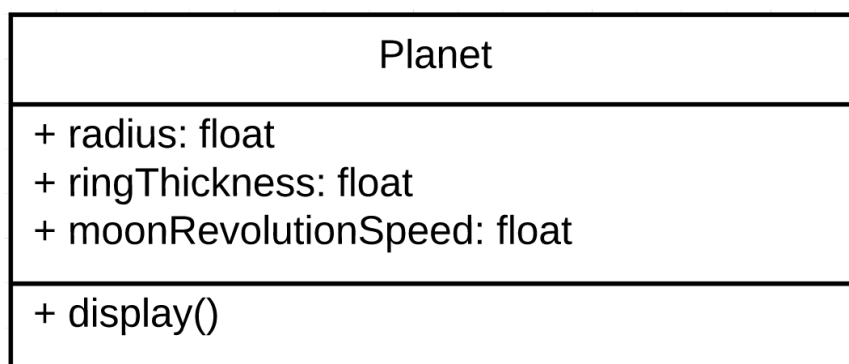 Planet
+ radius: float
+ ringThickness: float
+ moonRevolutionSpeed: float
+ display()